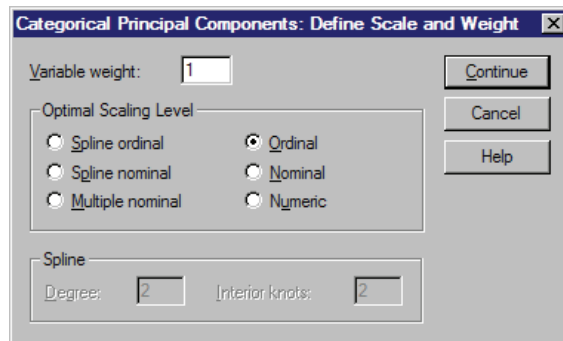 Categorical Principal Components: Define Scale and Weight
Variable weight: 1
Continue
Cancel
Help
Optimal Scaling Level
Spline ordinal
Ordinal
Spline nominal
Nominal
Multiple nominal
Numeric
Spline
Degree: 2 Interior knots: 2